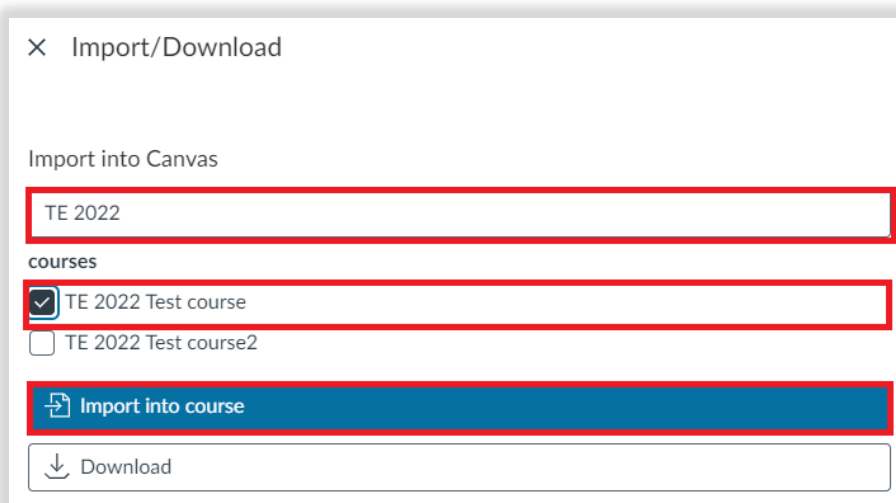 Import/Download
Import into Canvas
TE 2022
courses
TE 2022 Test course
TE 2022 Test course2
Import into course
Download